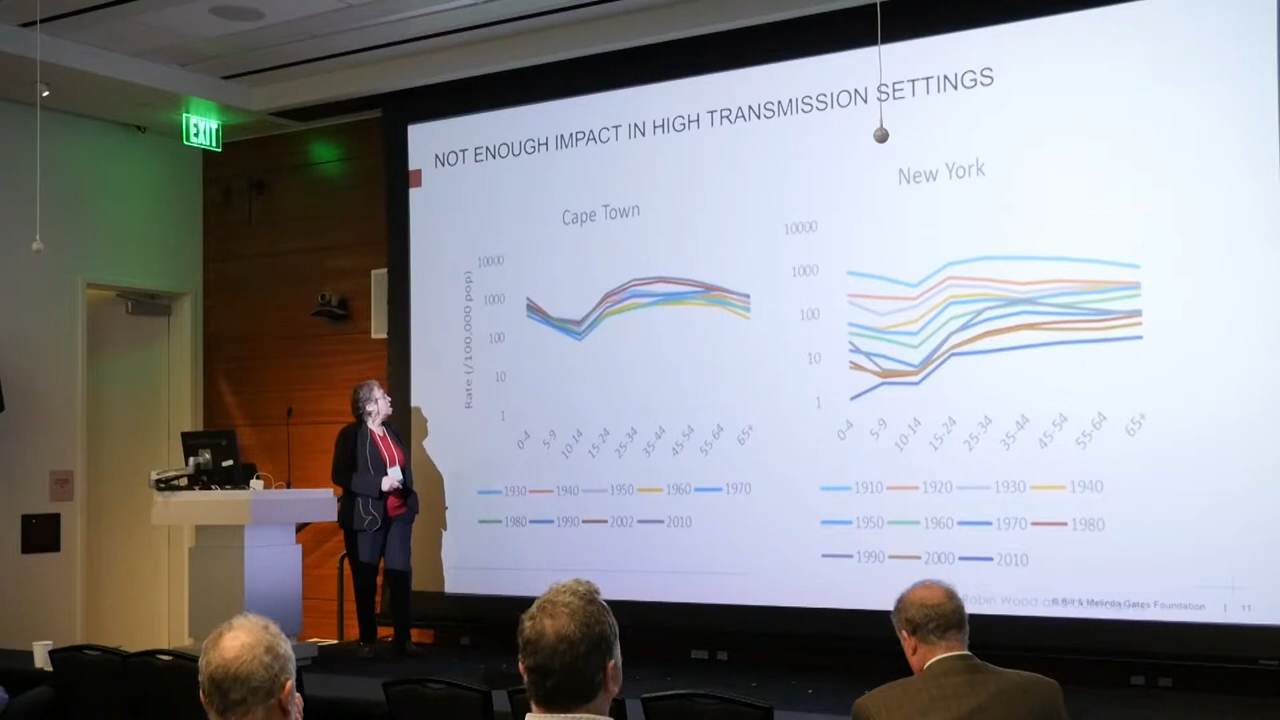 EXIT
NOT ENOUGH IMPACT IN HIGH TRANSMISSION SETTINGS
Cape Town
Rate (/100,000 pop)
10000
1000
100
10
1
0-4 5-9 10-14 15-24 25-34 35-44 45-54 55-64 65+
1930 1940 1950 1960 1970
1980 1990 2002 2010
New York
10000
1000
100
10
1
0-4 5-9 10-14 15-24 25-34 35-44 45-54 55-64 65+
1910 1920 1930 1940
1950 1960 1970 1980
1990 2000 2010
Robin Wood
© Bill & Melinda Gates Foundation | 11